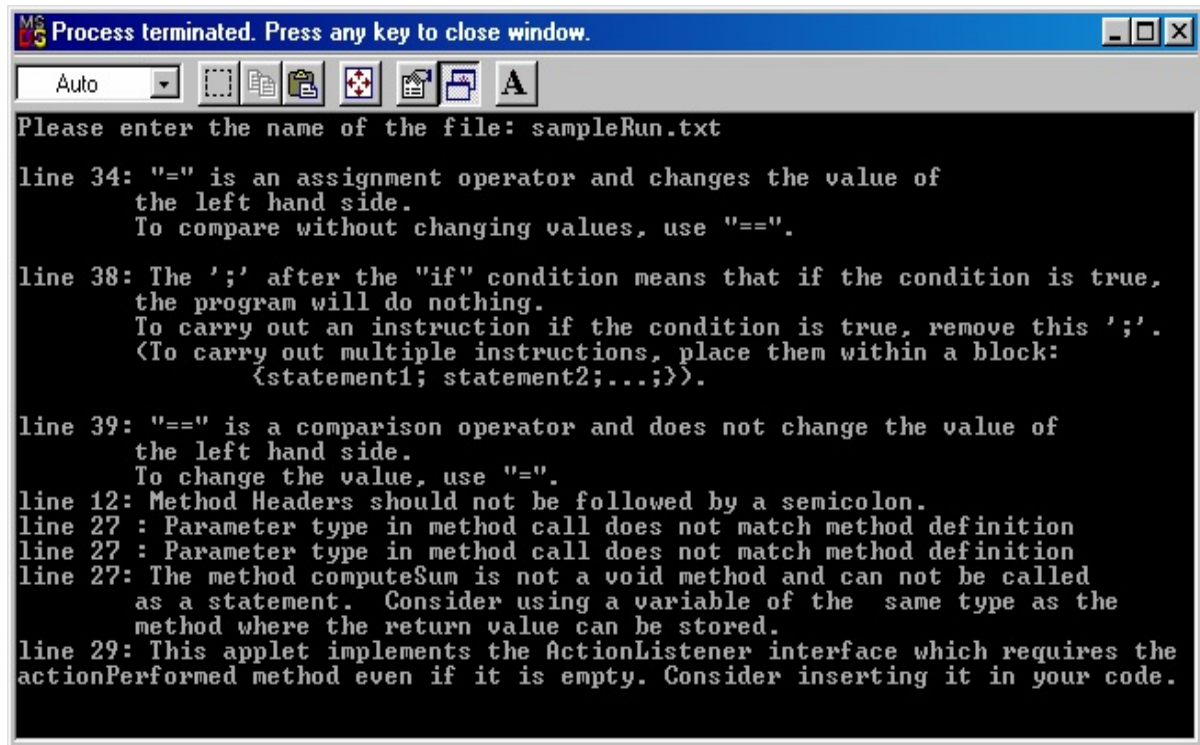 Process terminated. Press any key to close window.
Auto
A
Please enter the name of the file: sampleRun.txt
line 34: "=" is an assignment operator and changes the value of
the left hand side.
To compare without changing values, use "==".
line 38: The ';' after the "if" condition means that if the condition is true,
the program will do nothing.
To carry out an instruction if the condition is true, remove this ';'.
(To carry out multiple instructions, place them within a block:
{statement1; statement2;...;}).
line 39: "==" is a comparison operator and does not change the value of
the left hand side.
To change the value, use "=".
line 12: Method Headers should not be followed by a semicolon.
line 27 : Parameter type in method call does not match method definition
line 27 : Parameter type in method call does not match method definition
line 27: The method computeSum is not a void method and can not be called
as a statement.  Consider using a variable of the  same type as the
method where the return value can be stored.
line 29: This applet implements the ActionListener interface which requires the
actionPerformed method even if it is empty. Consider inserting it in your code.